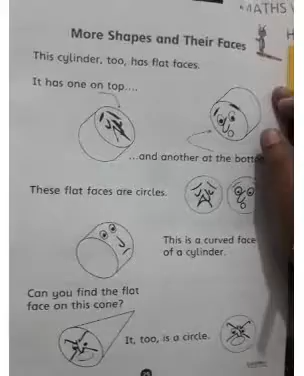 MATHS
More Shapes and Their Faces
This cylinder, too, has flat faces.
It has one on top....
...and another at the bott
These flat faces are circles.
This is a curved face
of a cylinder.
Can you find the flat
face on this cone?
It, too, is a circle.